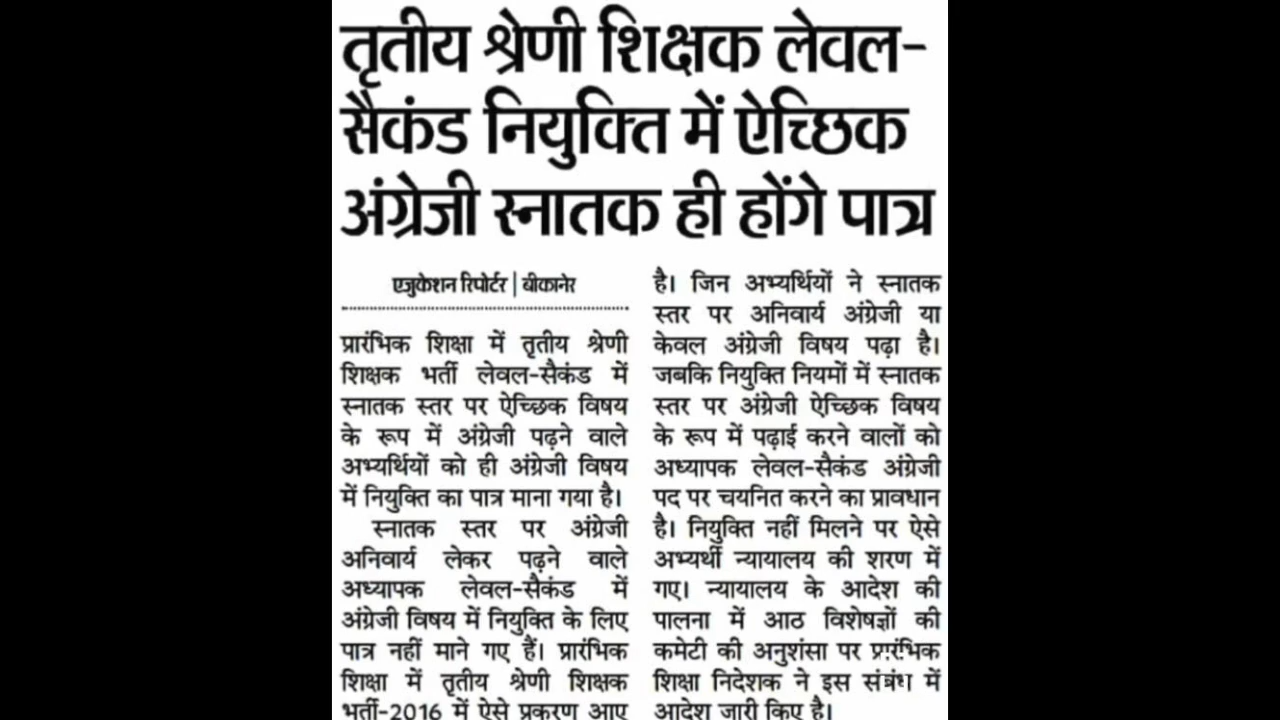 तृतीय श्रेणी शिक्षक लेवल-
सैकंड नियुक्ति में ऐच्छिक
अंग्रेजी स्नातक ही होंगे पात्र
एजुकेशन रिपोर्टर | बीकानेर
प्रारंभिक शिक्षा में तृतीय श्रेणी
शिक्षक भर्ती लेवल-सैकंड में
स्नातक स्तर पर ऐच्छिक विषय
के रूप में अंग्रेजी पढ़ने वाले
अभ्यर्थियों को ही अंग्रेजी विषय
में नियुक्ति का पात्र माना गया है।
स्नातक स्तर पर अंग्रेजी
अनिवार्य लेकर पढ़ने वाले
अध्यापक लेवल-सैकंड में
अंग्रेजी विषय में नियुक्ति के लिए
पात्र नहीं माने गए हैं। प्रारंभिक
शिक्षा में तृतीय श्रेणी शिक्षक
भर्ती-2016 में ऐसे प्रकरण आए
है। जिन अभ्यर्थियों ने स्नातक
स्तर पर अनिवार्य अंग्रेजी या
केवल अंग्रेजी विषय पढ़ा है।
जबकि नियुक्ति नियमों में स्नातक
स्तर पर अंग्रेजी ऐच्छिक विषय
के रूप में पढ़ाई करने वालों को
अध्यापक लेवल-सैकंड अंग्रेजी
पद पर चयनित करने का प्रावधान
है। नियुक्ति नहीं मिलने पर ऐसे
अभ्यर्थी न्यायालय की शरण में
गए। न्यायालय के आदेश की
पालना में आठ विशेषज्ञों की
कमेटी की अनुशंसा पर प्रारंभिक
शिक्षा निदेशक ने इस संबंध में
आदेश जारी किए है।